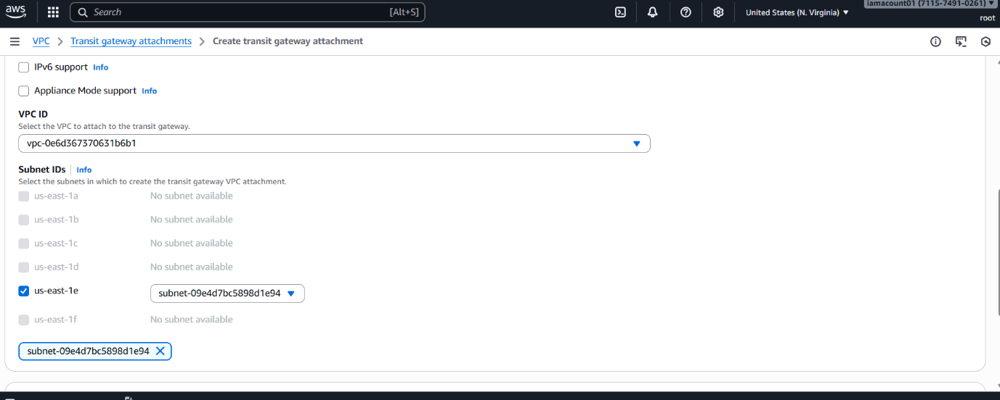 aws
Search [Alt+S] United States (N. Virginia) iamacount01 (7115-7491-0261)
root
VPC Transit gateway attachments Create transit gateway attachment
IPv6 support Info
Appliance Mode support Info
VPC ID
Select the VPC to attach to the transit gateway.
vpc-0e6d367370631b6b1
Subnet IDs Info
Select the subnets in which to create the transit gateway VPC attachment.
us-east-1a No subnet available
us-east-1b No subnet available
us-east-1c No subnet available
us-east-1d No subnet available
us-east-1e subnet-09e4d7bc5898d1e94
us-east-1f No subnet available
subnet-09e4d7bc5898d1e94